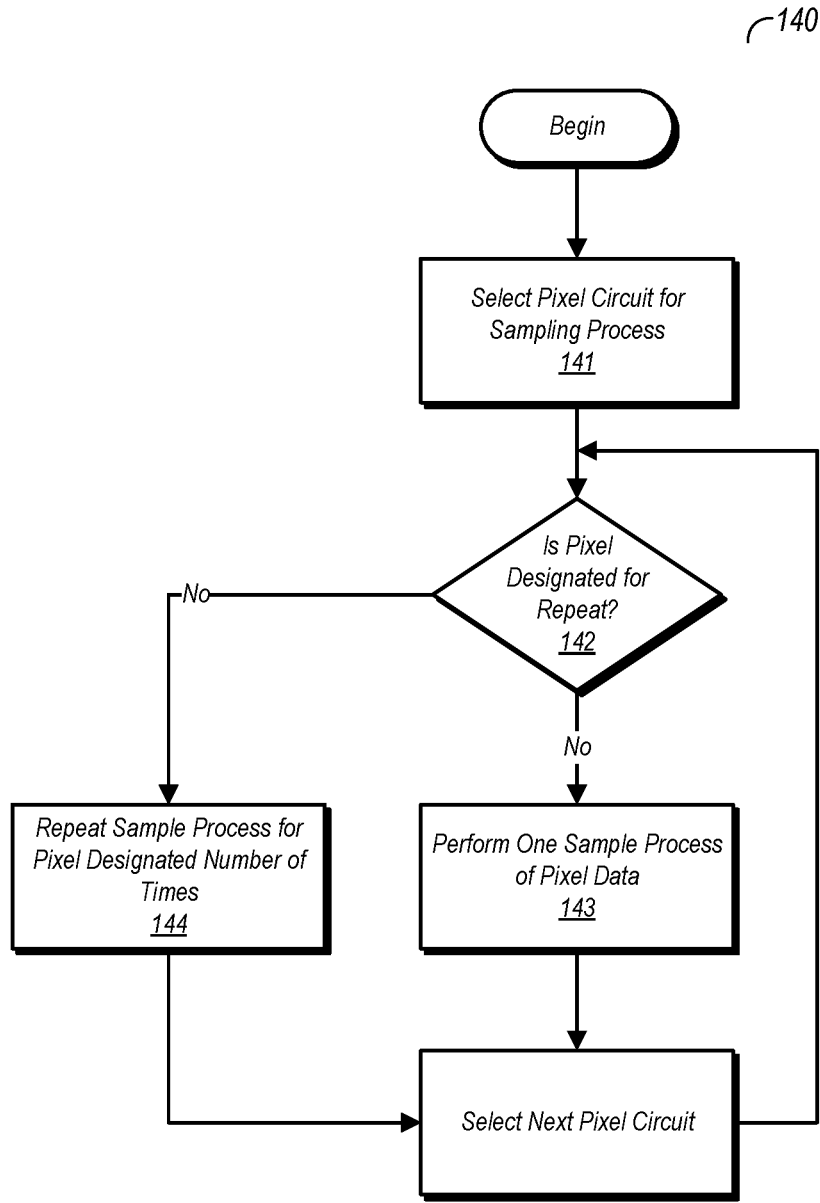 140
Begin
Select Pixel Circuit for
Sampling Process
141
Is Pixel
Designated for
Repeat?
142
No
No
Repeat Sample Process for
Pixel Designated Number of
Times
144
Perform One Sample Process
of Pixel Data
143
Select Next Pixel Circuit